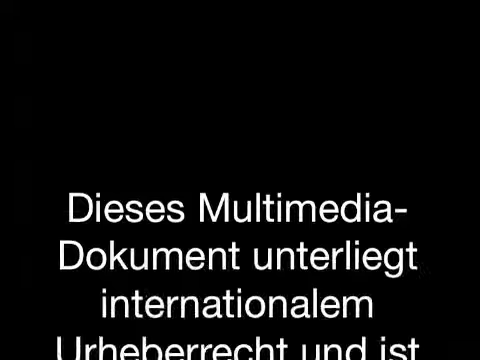 Dieses Multimedia-
Dokument unterliegt
internationalem
Urheberrecht und ist